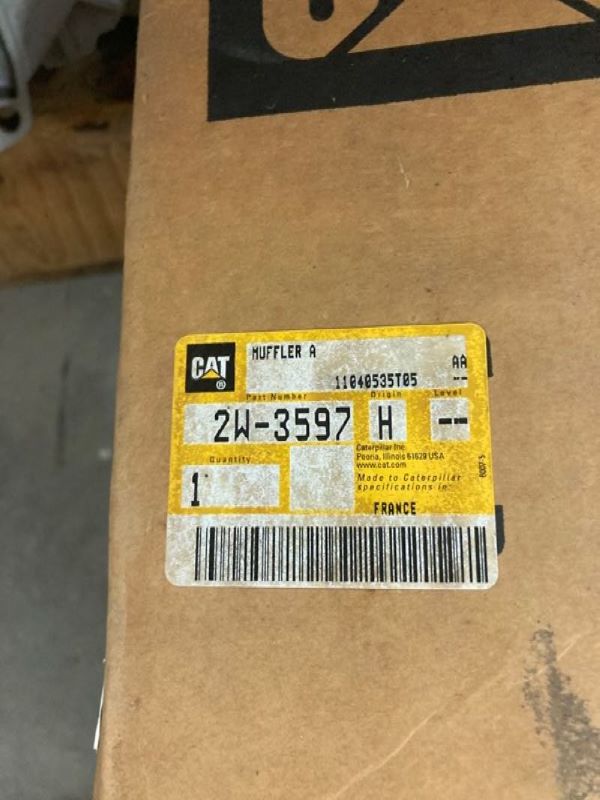 CAT
®
MUFFLER A
AA
11040535T05
--
Part Number
Origin
Level
2W-3597
H
--
Quantity
1
Caterpillar Inc.
Peoria, Illinois 61629 USA
www.cat.com
Made to Caterpillar
specifications in:
FRANCE